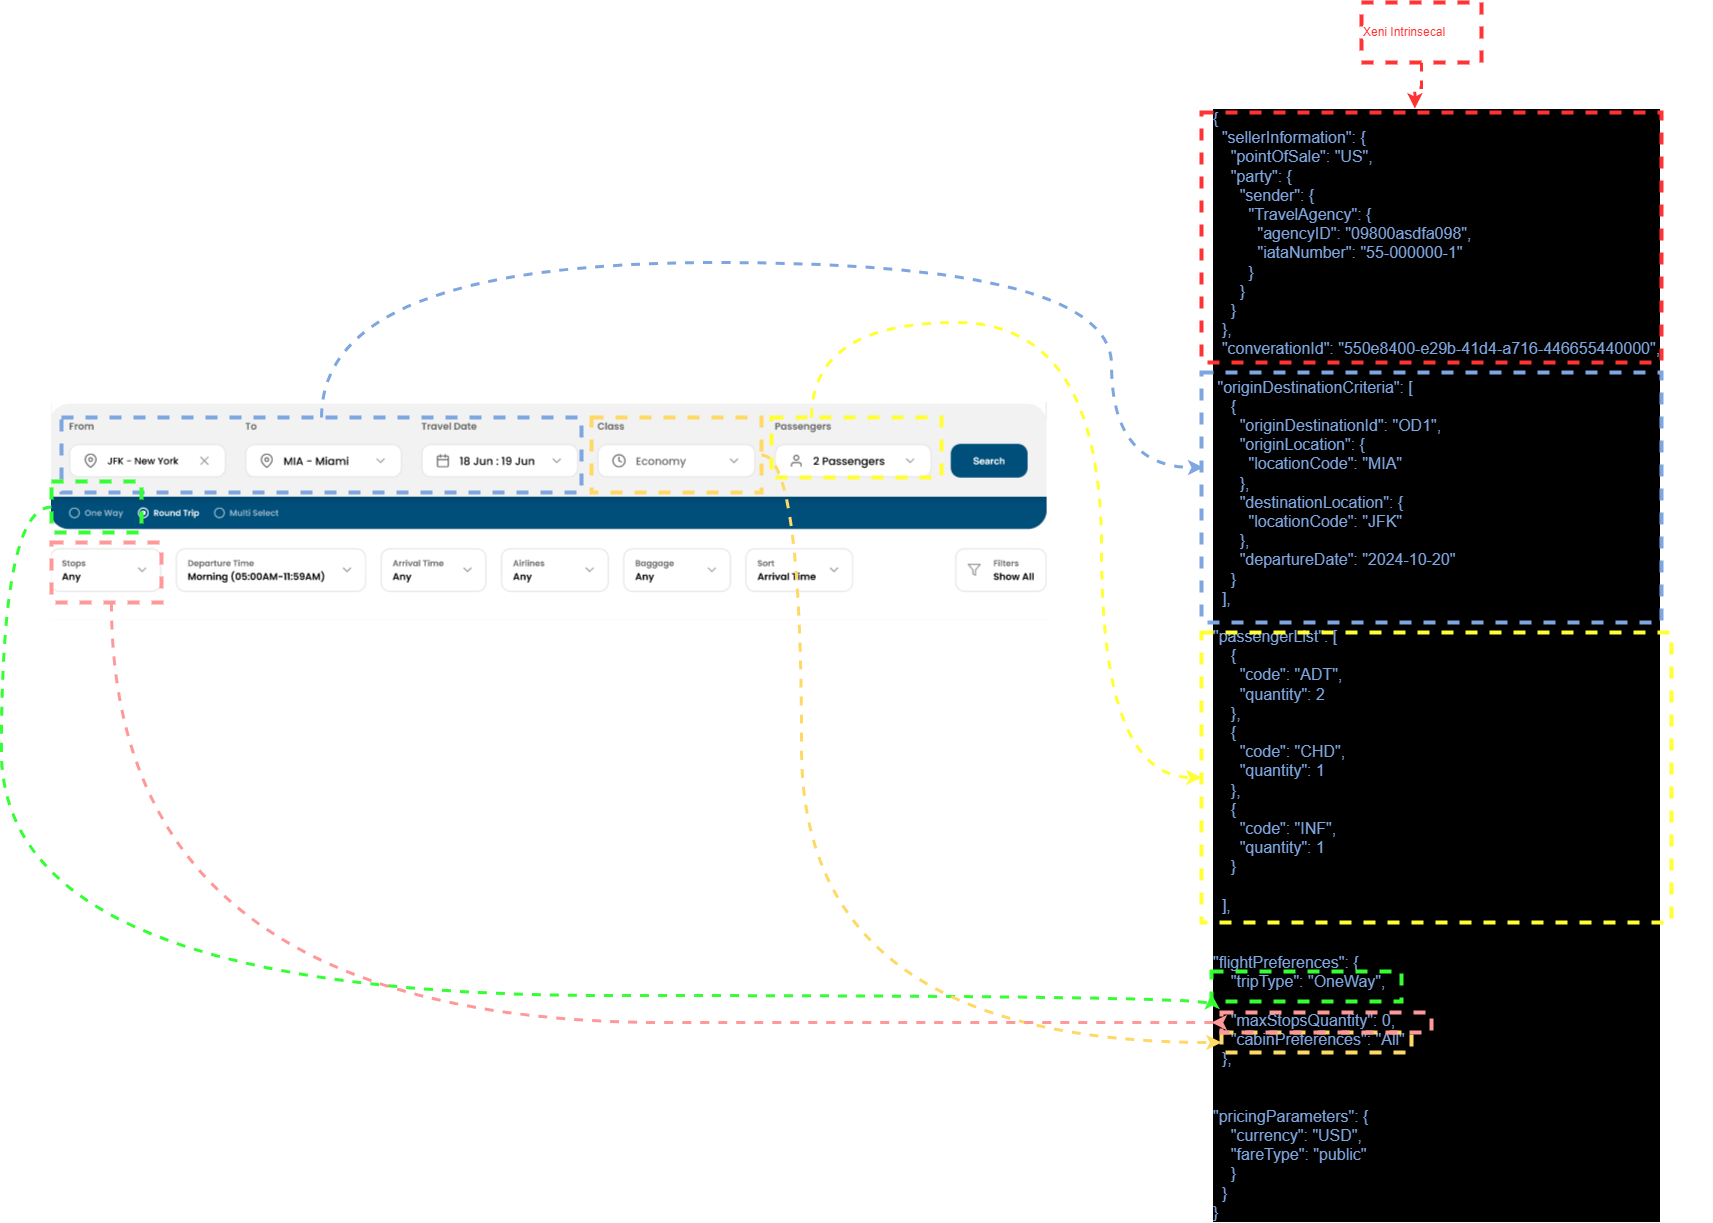 Xeni Intrinsecal
{
"sellerInformation": {
"pointOfSale": "US",
"party": {
"sender": {
"TravelAgency": {
"agencyID": "09800asdfa098",
"iataNumber": "55-000000-1"
}
}
}
},
"converationId": "550e8400-e29b-41d4-a716-446655440000",
"originDestinationCriteria": [
{
"originDestinationId": "OD1",
"originLocation": {
"locationCode": "MIA"
},
"destinationLocation": {
"locationCode": "JFK"
},
"departureDate": "2024-10-20"
}
],
"passengerList": [
{
"code": "ADT",
"quantity": 2
},
{
"code": "CHD",
"quantity": 1
},
{
"code": "INF",
"quantity": 1
}
],
"flightPreferences": {
"tripType": "OneWay",
"maxStopsQuantity": 0,
"cabinPreferences": "All"
},
"pricingParameters": {
"currency": "USD",
"fareType": "public"
}
}
}
From To Travel Date Class Passengers
JFK - New York MIA - Miami 18 Jun : 19 Jun Economy 2 Passengers Search
One Way Round Trip Multi Select
Stops Departure Time Arrival Time Airlines Baggage Sort Filters
Any Morning (05:00AM-11:59AM) Any Any Any Arrival Time Show All